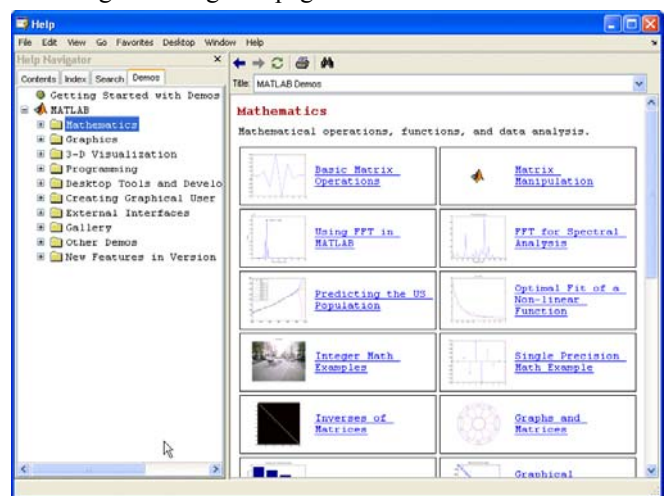 Help
File Edit View Go Favorites Desktop Window Help
Help Navigator
Contents Index Search Demos
Getting Started with Demos
MATLAB
Mathematics
Graphics
3-D Visualization
Programming
Desktop Tools and Develo
Creating Graphical User
External Interfaces
Gallery
Other Demos
New Features in Version
Title: MATLAB Demos
Mathematics
Mathematical operations, functions, and data analysis.
Basic Matrix
Operations
Matrix
Manipulation
Using FFT in
MATLAB
FFT for Spectral
Analysis
Predicting the US
Population
Optimal Fit of a
Non-linear
Function
Integer Math
Examples
Single Precision
Math Example
Inverses of
Matrices
Graphs and
Matrices
Graphical